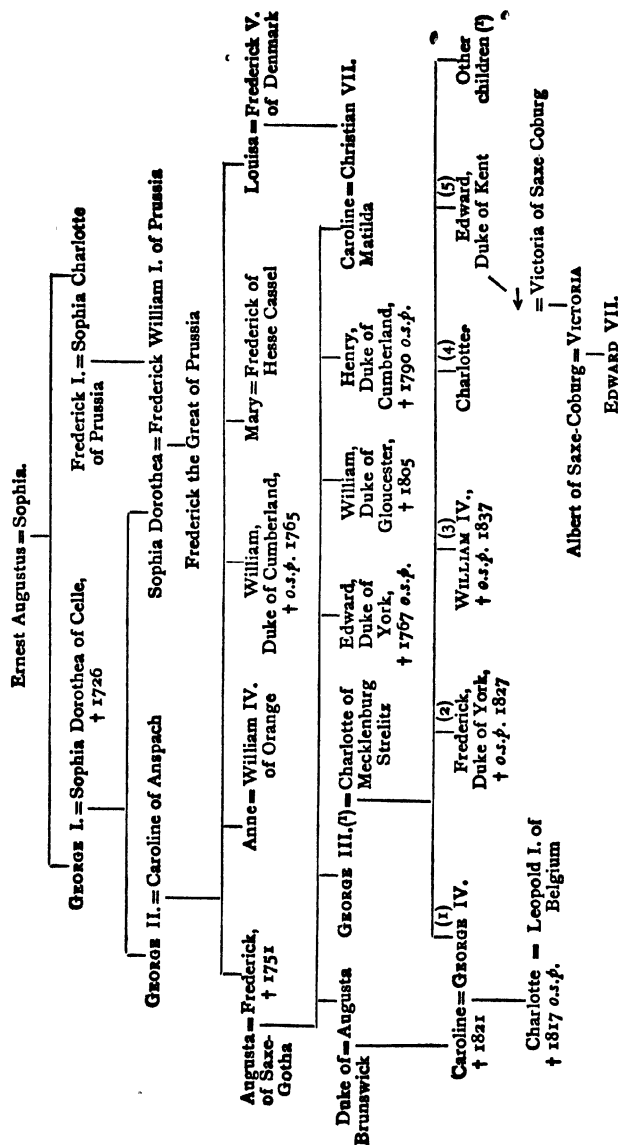 Ernest Augustus = Sophia.
GEORGE I. = Sophia Dorothea of Celle,
† 1726
Frederick I. = Sophia Charlotte
of Prussia
GEORGE II. = Caroline of Anspach
Sophia Dorothea = Frederick William I. of Prussia
Frederick the Great of Prussia
Augusta = Frederick,
of Saxe- † 1751
Gotha
Anne = William IV.
of Orange
William,
Duke of Cumberland,
† o.s.p. 1765
Mary = Frederick of
Hesse Cassel
Louisa = Frederick V.
of Denmark
Duke of = Augusta
Brunswick
GEORGE III.(¹) = Charlotte of
Mecklenburg
Strelitz
Edward,
Duke of
York,
† 1767 o.s.p.
William,
Duke of
Gloucester,
† 1805
Henry,
Duke of
Cumberland,
† 1790 o.s.p.
Caroline = Christian VII.
Matilda
(1)
Caroline = GEORGE IV.
† 1821
(2)
Frederick,
Duke of York,
† o.s.p. 1827
(3)
WILLIAM IV.,
† o.s.p. 1837
(4)
Charlotte
(5)
Edward,
Duke of Kent
Other
children (²)
Charlotte = Leopold I. of
† 1817 o.s.p. Belgium
= Victoria of Saxe-Coburg
Albert of Saxe-Coburg = VICTORIA
EDWARD VII.